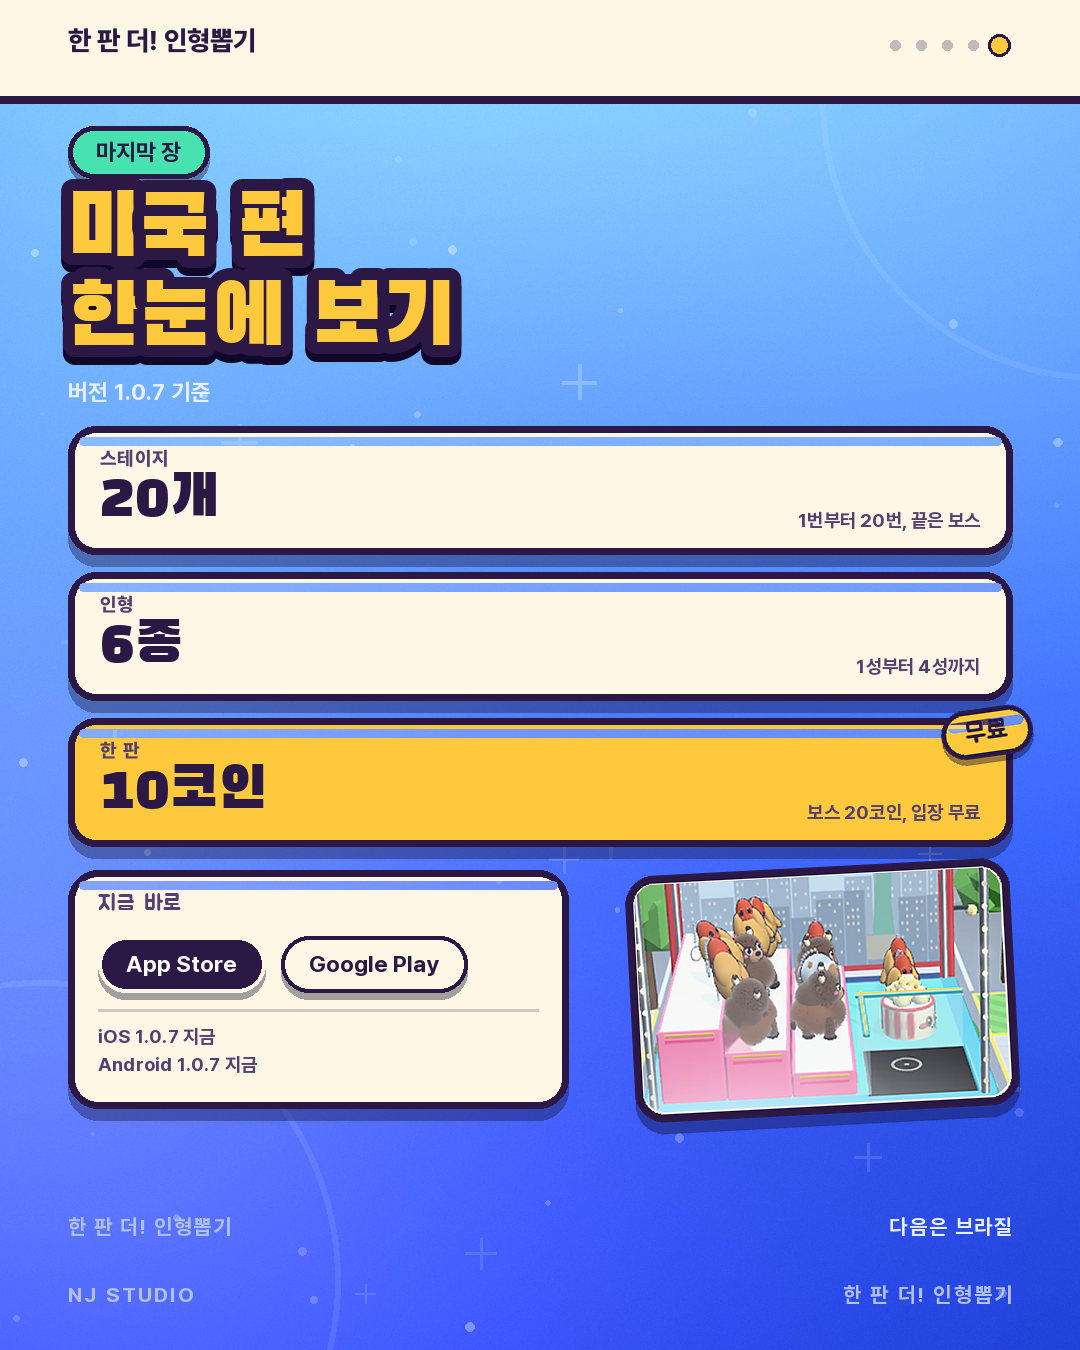 한 판 더! 인형뽑기
마지막 장
미국 편
한눈에 보기
버전 1.0.7 기준
스테이지
20개
1번부터 20번, 끝은 보스
인형
6종
1성부터 4성까지
무료
한 판
10코인
보스 20코인, 입장 무료
지금 바로
App Store
Google Play
iOS 1.0.7 지금
Android 1.0.7 지금
한 판 더! 인형뽑기
다음은 브라질
NJ STUDIO
한 판 더! 인형뽑기